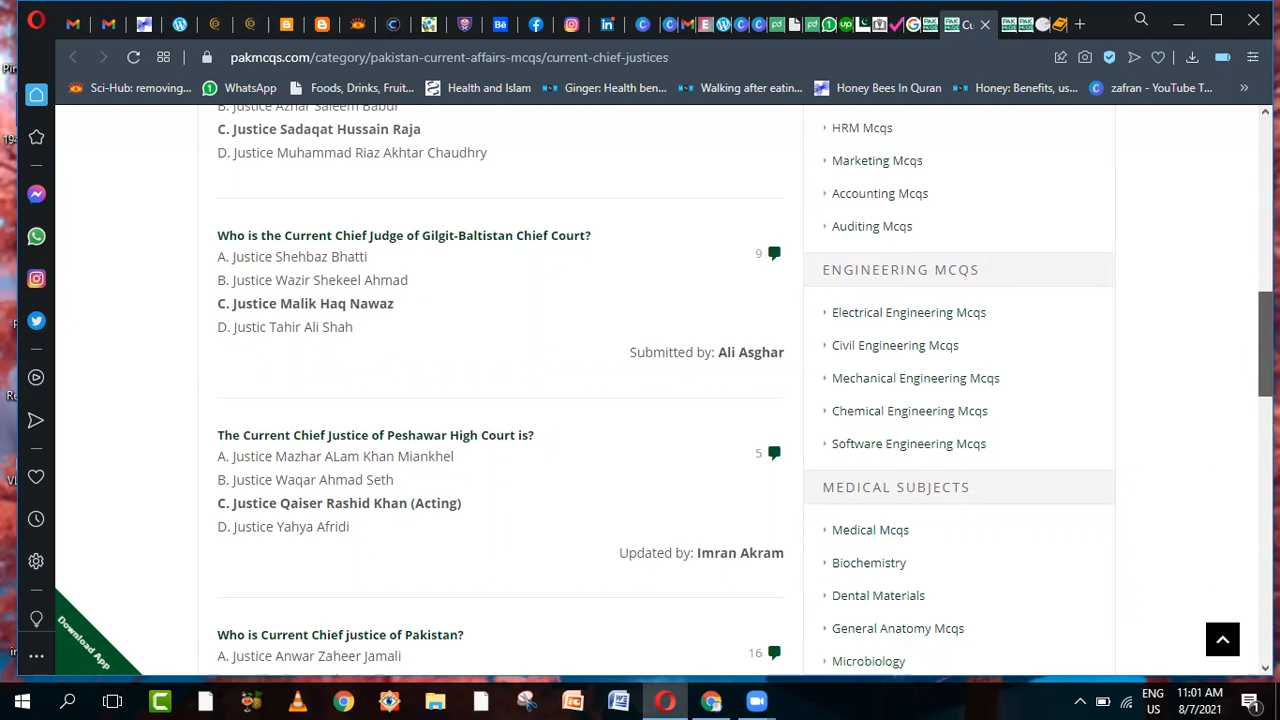 pakmcqs.com/category/pakistan-current-affairs-mcqs/current-chief-justices
Sci-Hub: removing...
WhatsApp
Foods, Drinks, Fruit...
Health and Islam
Ginger: Health ben...
Walking after eatin...
Honey Bees In Quran
Honey: Benefits, us...
zafran - YouTube T...
B. Justice Azhar Saleem Babur
C. Justice Sadaqat Hussain Raja
D. Justice Muhammad Riaz Akhtar Chaudhry
Who is the Current Chief Judge of Gilgit-Baltistan Chief Court?
9
A. Justice Shehbaz Bhatti
B. Justice Wazir Shekeel Ahmad
C. Justice Malik Haq Nawaz
D. Justic Tahir Ali Shah
Submitted by: Ali Asghar
The Current Chief Justice of Peshawar High Court is?
5
A. Justice Mazhar ALam Khan Miankhel
B. Justice Waqar Ahmad Seth
C. Justice Qaiser Rashid Khan (Acting)
D. Justice Yahya Afridi
Updated by: Imran Akram
Who is Current Chief justice of Pakistan?
16
A. Justice Anwar Zaheer Jamali
HRM Mcqs
Marketing Mcqs
Accounting Mcqs
Auditing Mcqs
ENGINEERING MCQS
Electrical Engineering Mcqs
Civil Engineering Mcqs
Mechanical Engineering Mcqs
Chemical Engineering Mcqs
Software Engineering Mcqs
MEDICAL SUBJECTS
Medical Mcqs
Biochemistry
Dental Materials
General Anatomy Mcqs
Microbiology
Download App
ENG
US
11:01 AM
8/7/2021